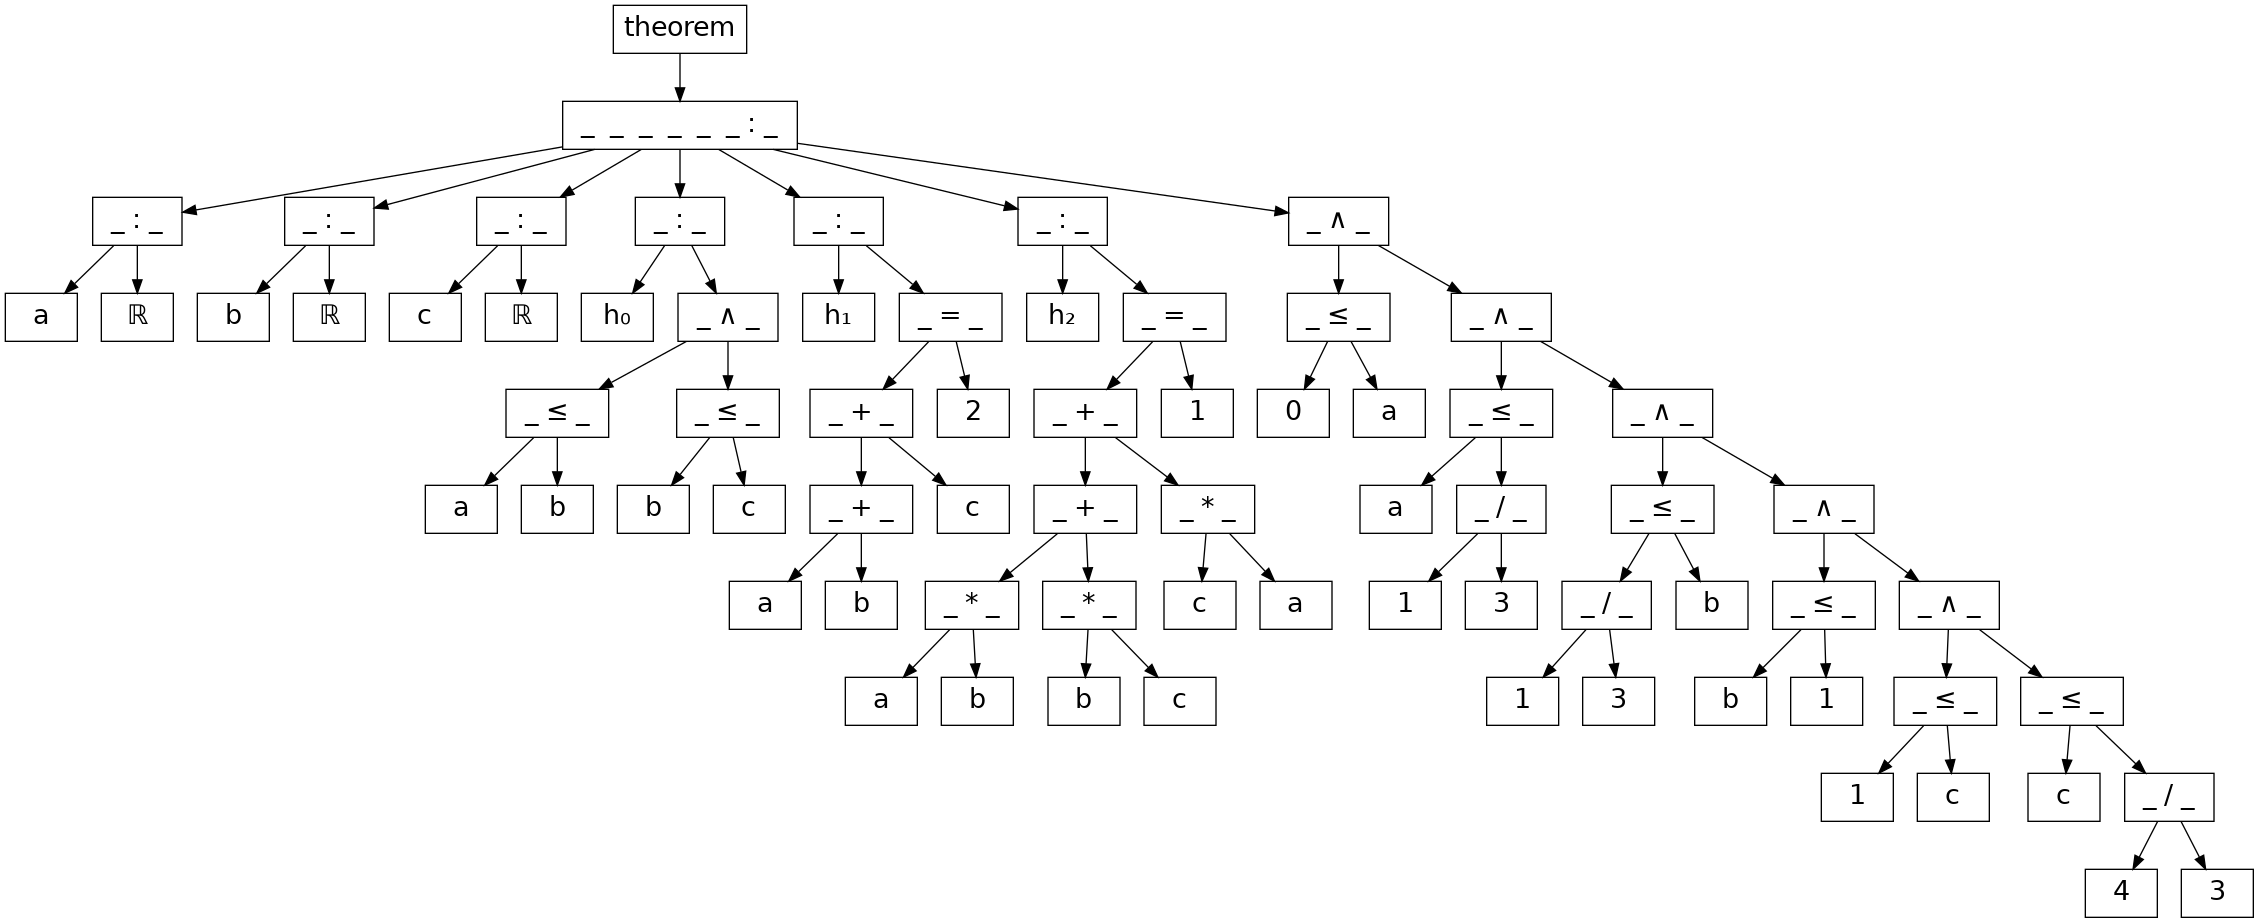 theorem
_ _ _ _ _ _ : _
_ : _ _ : _ _ : _ _ : _ _ : _ _ : _ _ ∧ _
a ℝ b ℝ c ℝ h₀ _ ∧ _ h₁ _ = _ h₂ _ = _ _ ≤ _ _ ∧ _
_ ≤ _ _ ≤ _ _ + _ 2 _ + _ 1 0 a _ ≤ _ _ ∧ _
a b b c _ + _ c _ + _ _ * _ a _ / _ _ ≤ _ _ ∧ _
a b _ * _ _ * _ c a 1 3 _ / _ b _ ≤ _ _ ∧ _
a b b c 1 3 b 1 _ ≤ _ _ ≤ _
1 c c _ / _
4 3